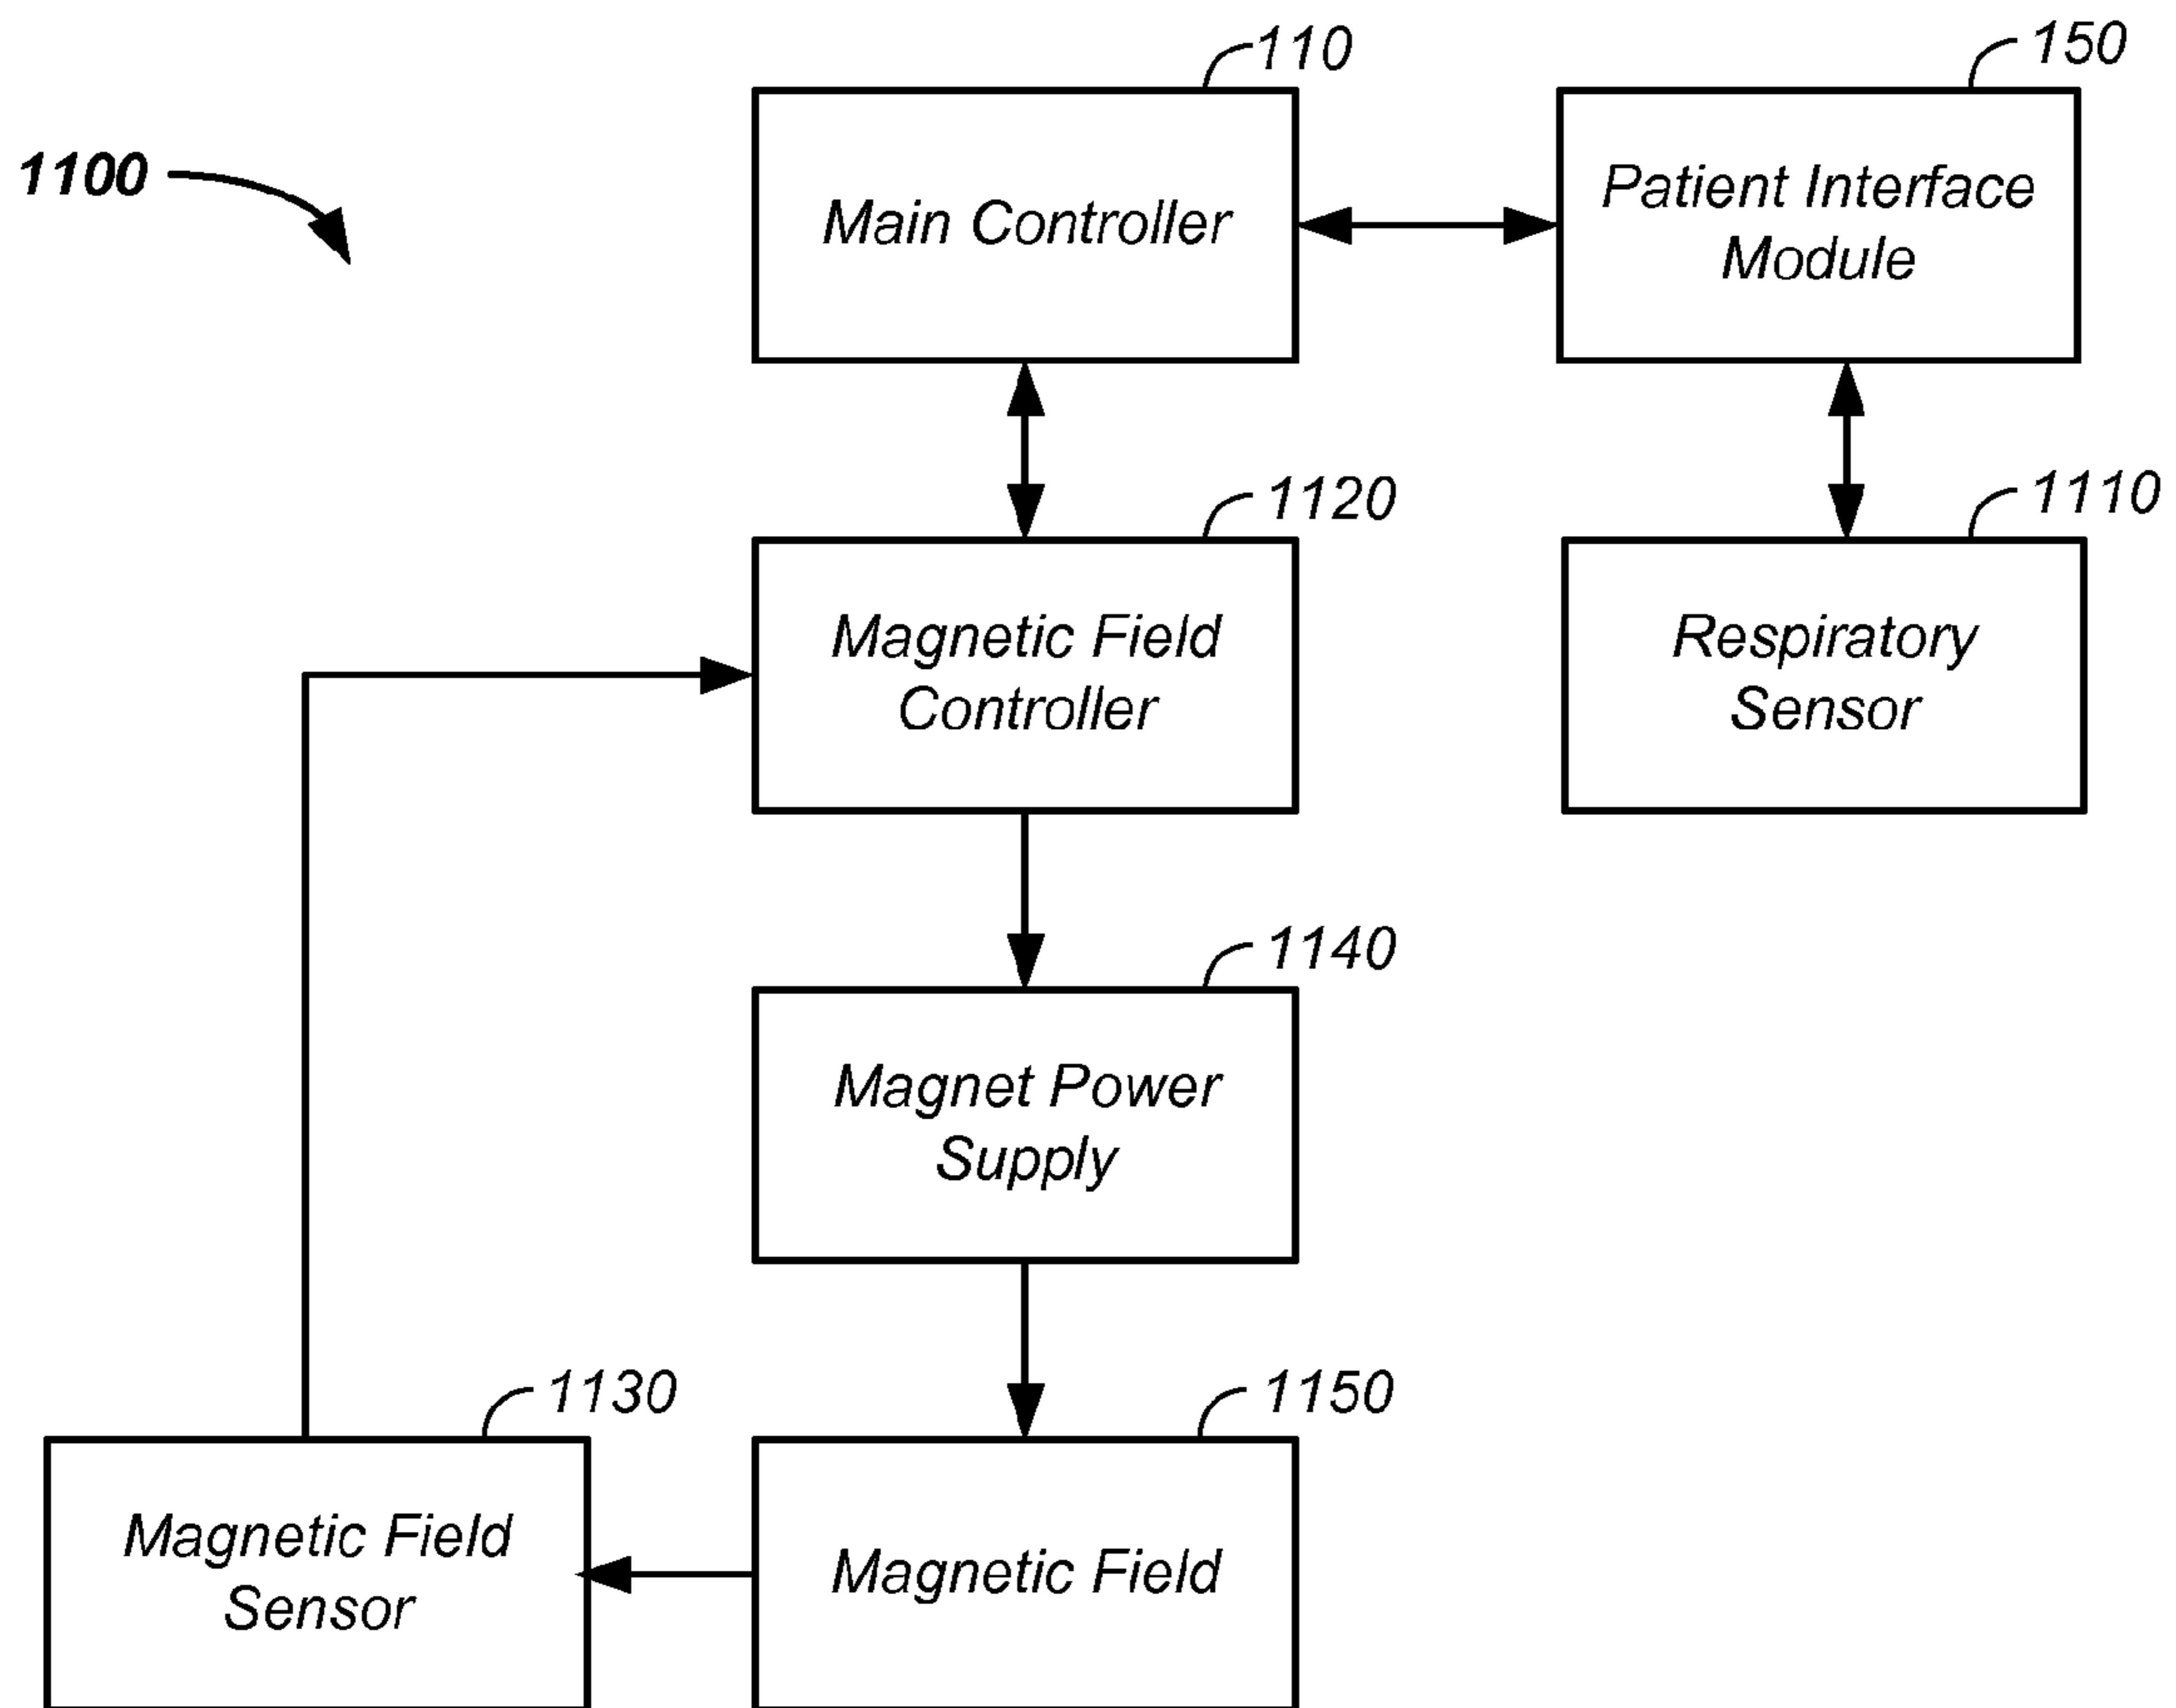 110
150
1100
Main Controller
Patient Interface
Module
1120
1110
Magnetic Field
Controller
Respiratory
Sensor
1140
Magnet Power
Supply
1130
1150
Magnetic Field
Sensor
Magnetic Field